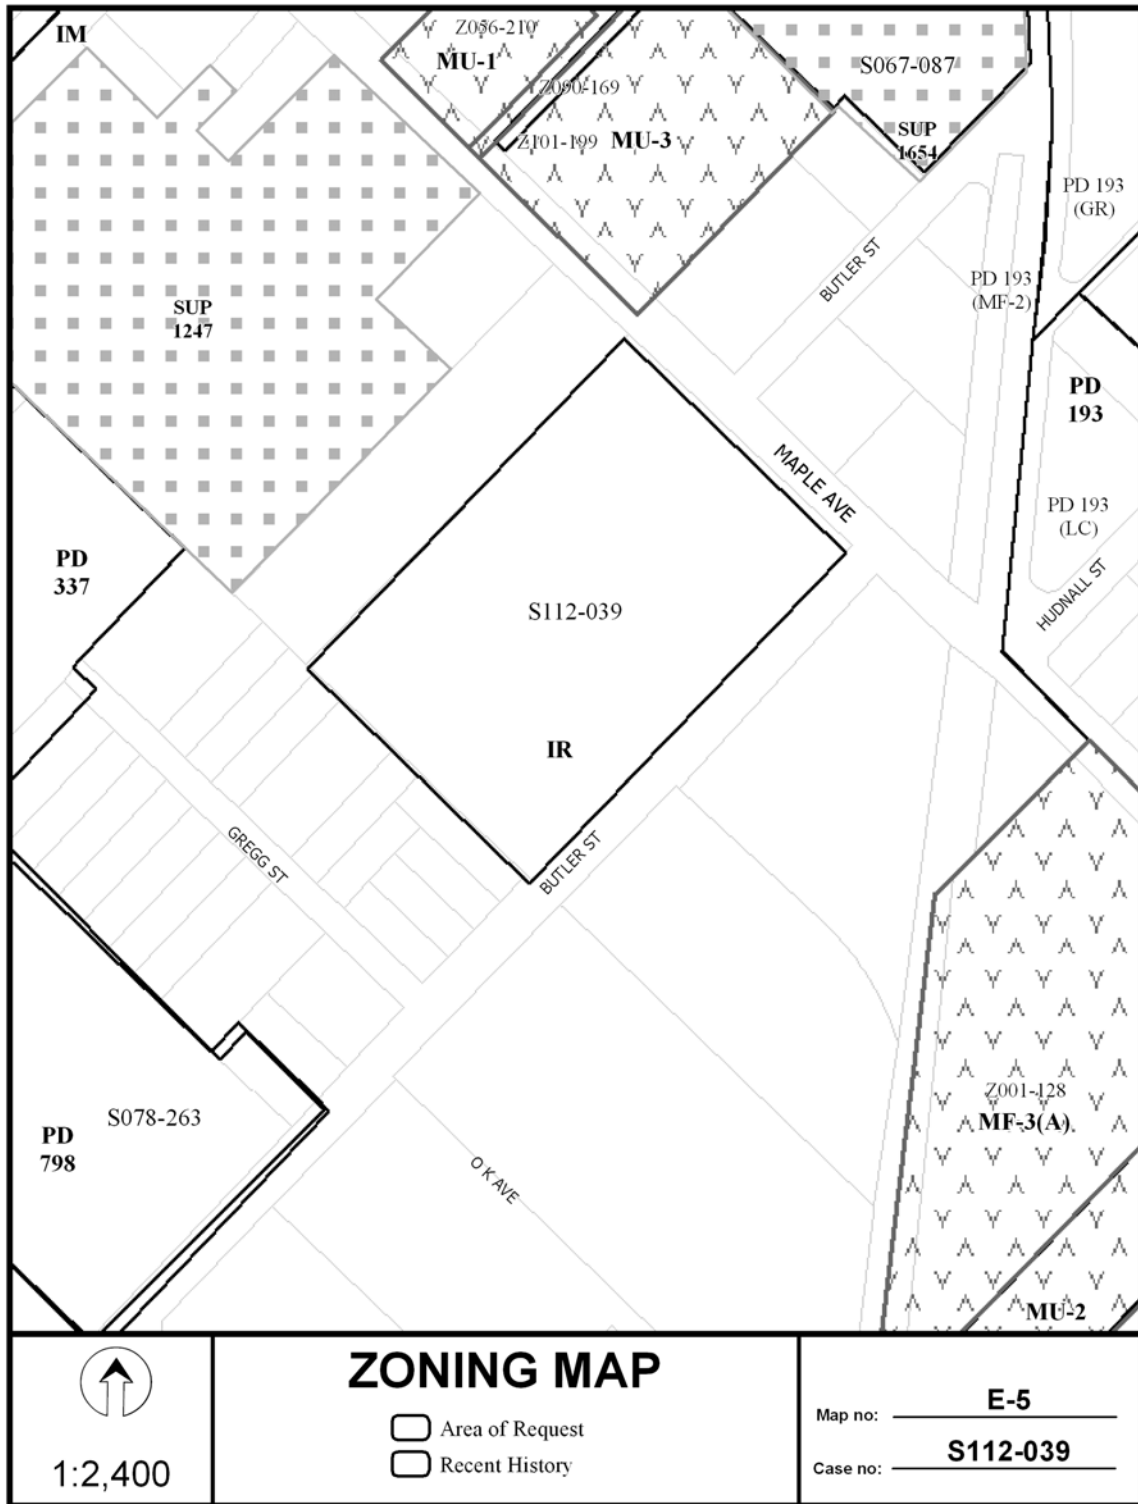 IM
Z056-210
MU-1
Z090-169
Z101-199
MU-3
S067-087
SUP
1654
PD 193
(GR)
BUTLER ST
PD 193
(MF-2)
SUP
1247
PD
193
MAPLE AVE
PD 193
(LC)
HUDNALL ST
PD
337
S112-039
IR
GREGG ST
BUTLER ST
Z001-128
MF-3(A)
S078-263
PD
798
O K AVE
MU-2
1:2,400
ZONING MAP
Area of Request
Recent History
Map no: E-5
Case no: S112-039